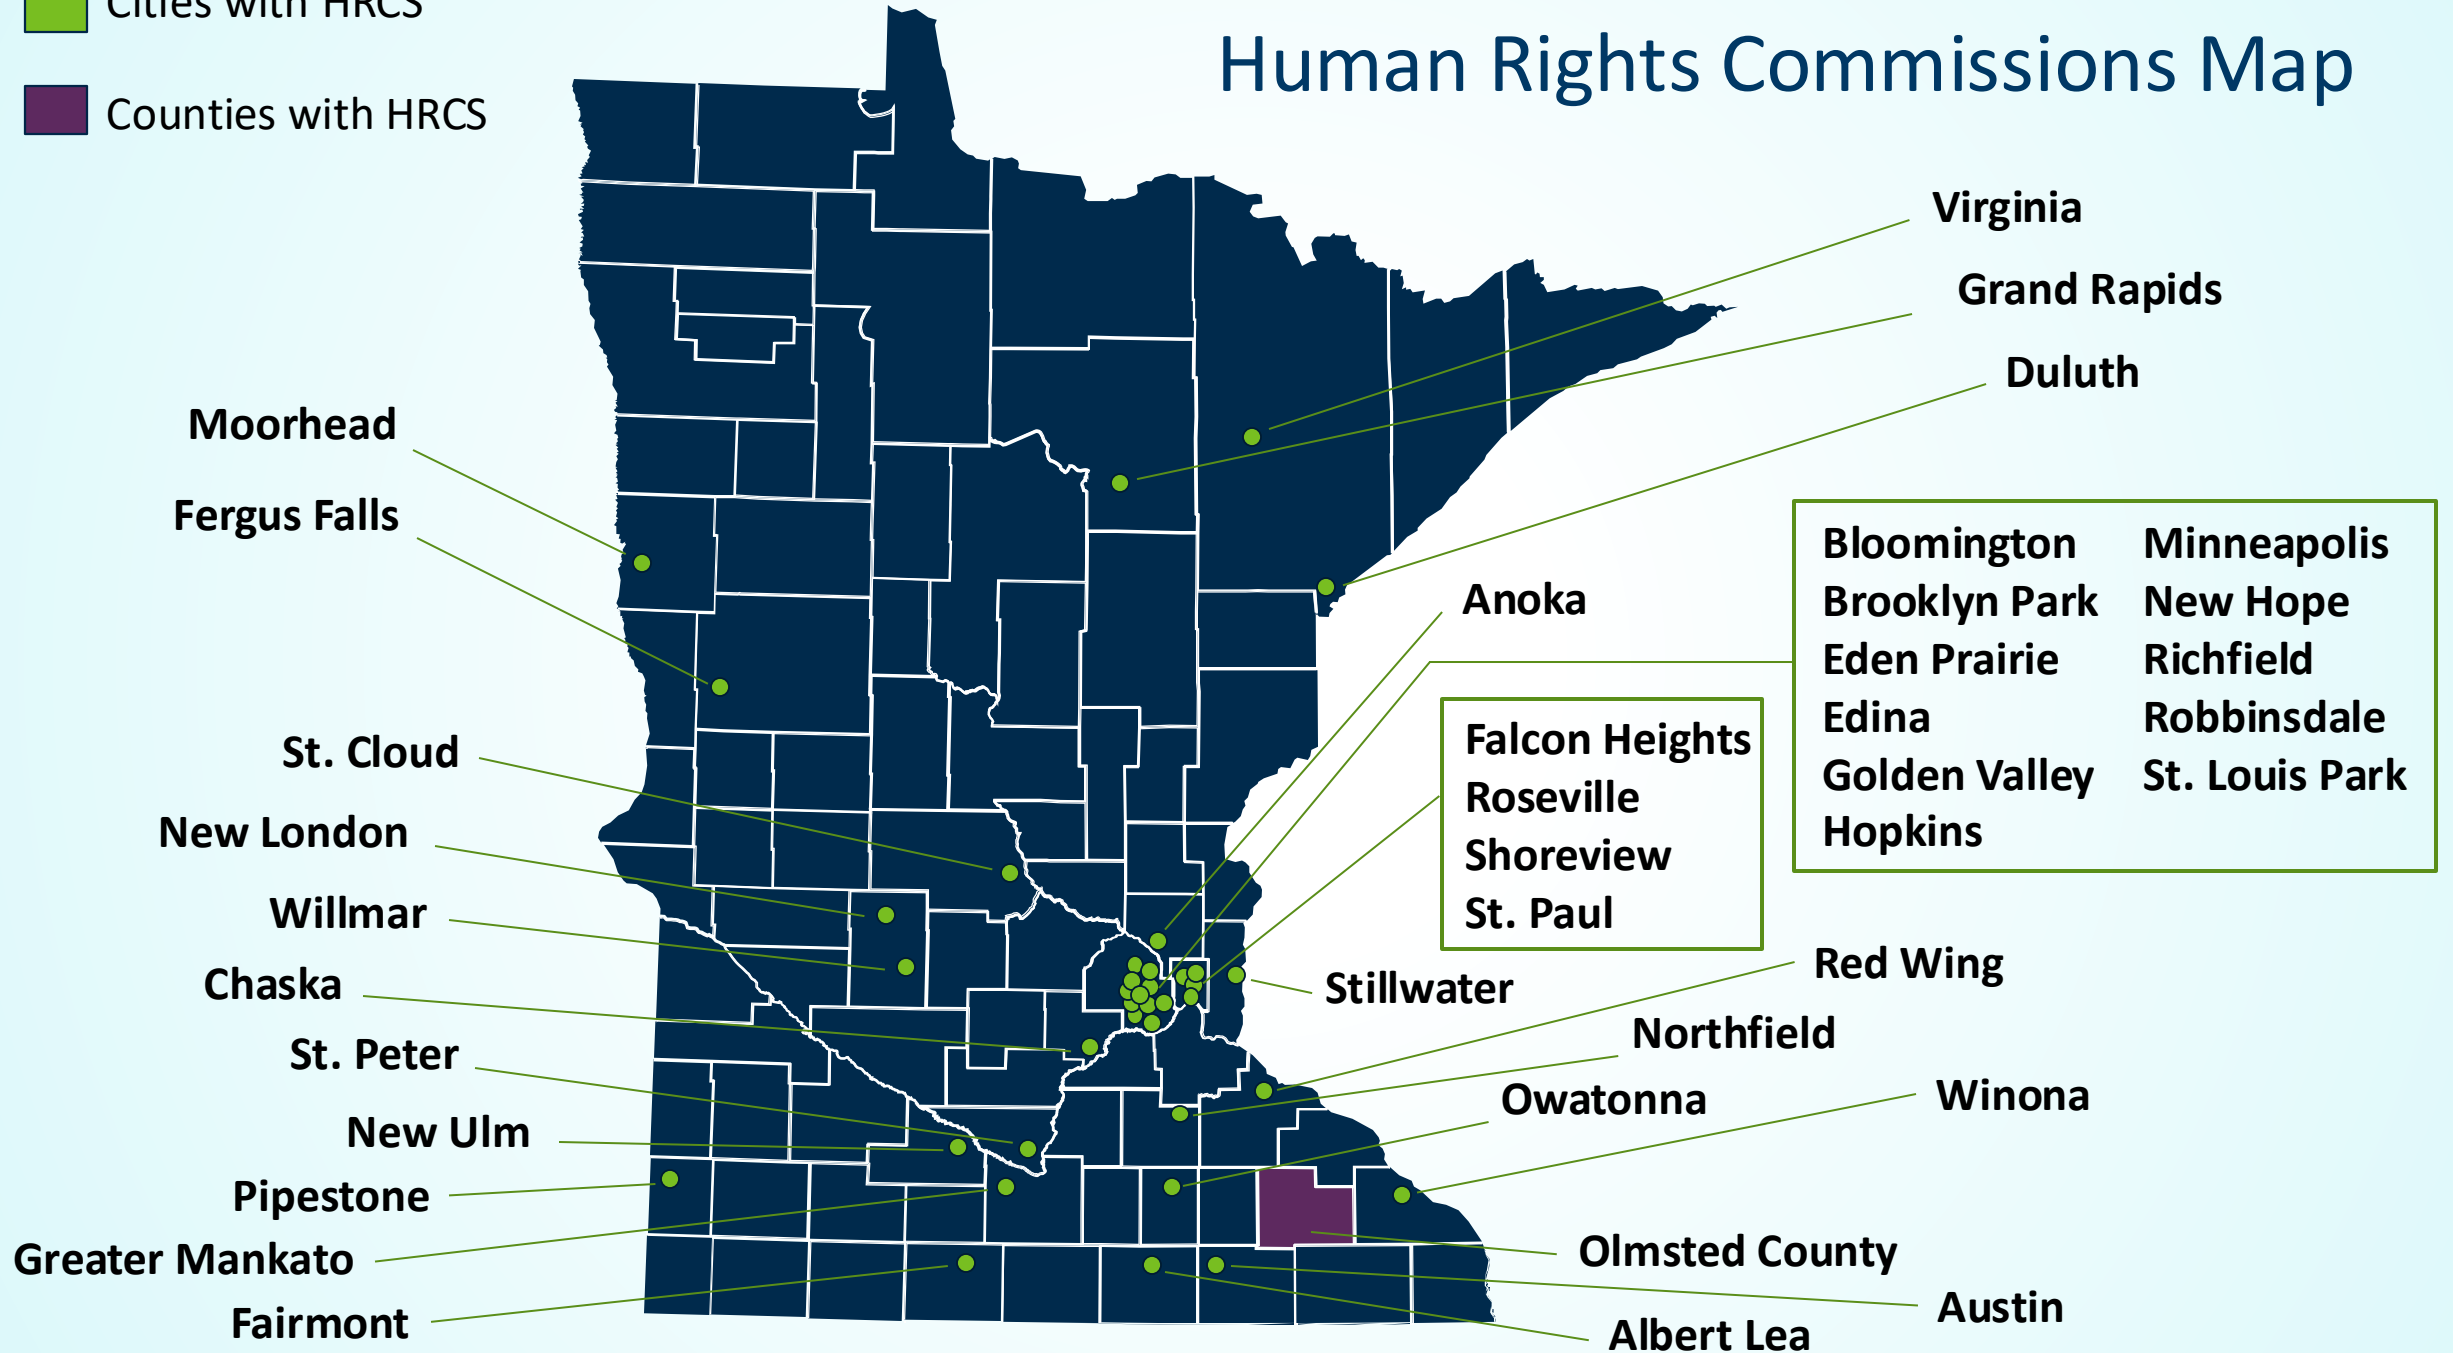 Cities with HRCS
Counties with HRCS
Human Rights Commissions Map
Virginia
Grand Rapids
Duluth
Moorhead
Fergus Falls
St. Cloud
New London
Willmar
Chaska
St. Peter
New Ulm
Pipestone
Greater Mankato
Fairmont
Anoka
Bloomington
Brooklyn Park
Eden Prairie
Edina
Golden Valley
Hopkins
Minneapolis
New Hope
Richfield
Robbinsdale
St. Louis Park
Falcon Heights
Roseville
Shoreview
St. Paul
Stillwater
Red Wing
Northfield
Owatonna
Winona
Olmsted County
Austin
Albert Lea